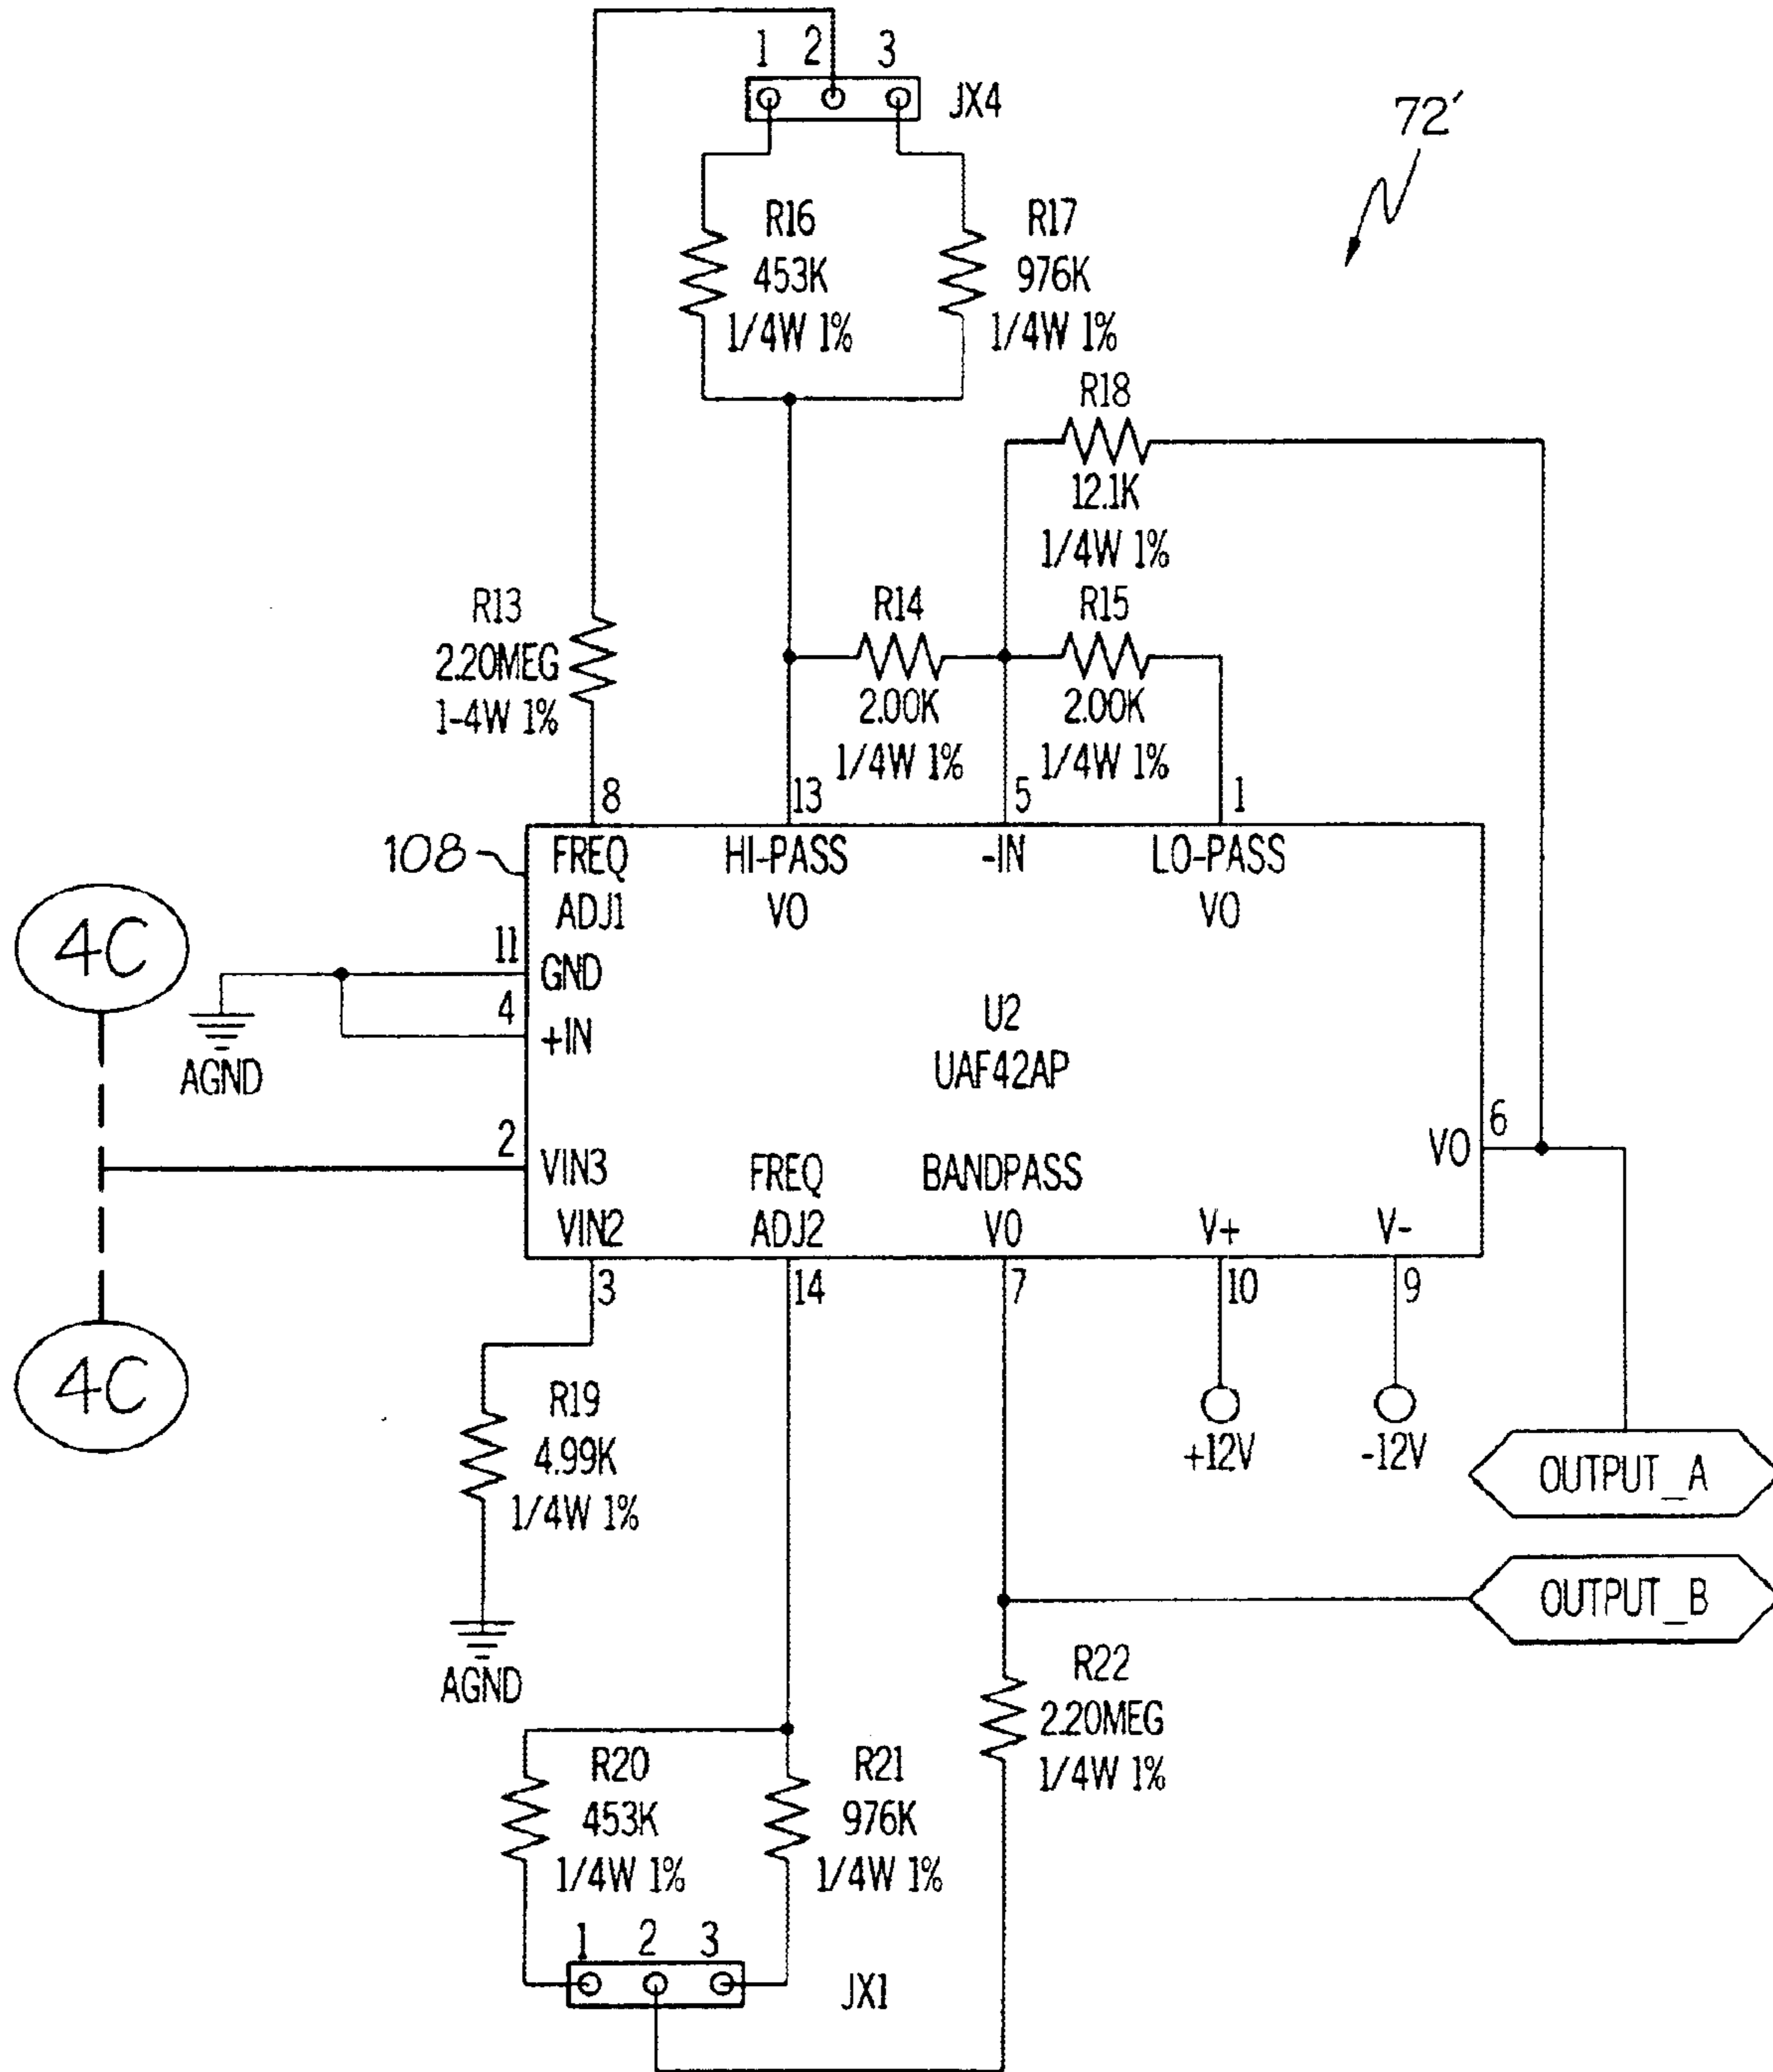 1 2 3
JX4
72'
R16
453K
1/4W 1%
R17
976K
1/4W 1%
R18
12.1K
1/4W 1%
R13
2.20MEG
1-4W 1%
R14
2.00K
1/4W 1%
R15
2.00K
1/4W 1%
8
13
5
1
108
FREQ
ADJ1
HI-PASS
VO
-IN
LO-PASS
VO
4C
11
GND
4
+IN
AGND
U2
UAF42AP
2
VIN3
VIN2
FREQ
ADJ2
BANDPASS
VO
V+
V-
VO
6
3
14
7
10
9
4C
R19
4.99K
1/4W 1%
AGND
+12V
-12V
OUTPUT_A
OUTPUT_B
R22
2.20MEG
1/4W 1%
R20
453K
1/4W 1%
R21
976K
1/4W 1%
1 2 3
JX1